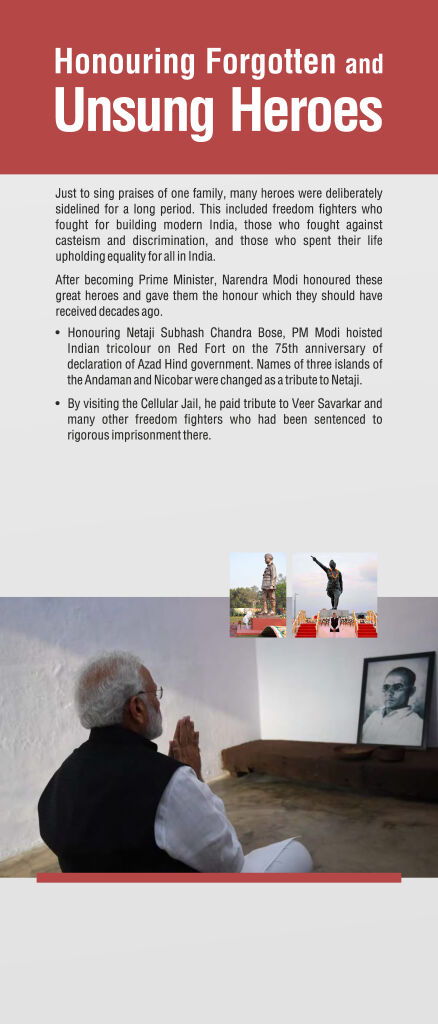 Honouring Forgotten and
Unsung Heroes
Just to sing praises of one family, many heroes were deliberately
sidelined for a long period. This included freedom fighters who
fought for building modern India, those who fought against
casteism and discrimination, and those who spent their life
upholding equality for all in India.
After becoming Prime Minister, Narendra Modi honoured these
great heroes and gave them the honour which they should have
received decades ago.
• Honouring Netaji Subhash Chandra Bose, PM Modi hoisted
Indian tricolour on Red Fort on the 75th anniversary of
declaration of Azad Hind government. Names of three islands of
the Andaman and Nicobar were changed as a tribute to Netaji.
• By visiting the Cellular Jail, he paid tribute to Veer Savarkar and
many other freedom fighters who had been sentenced to
rigorous imprisonment there.